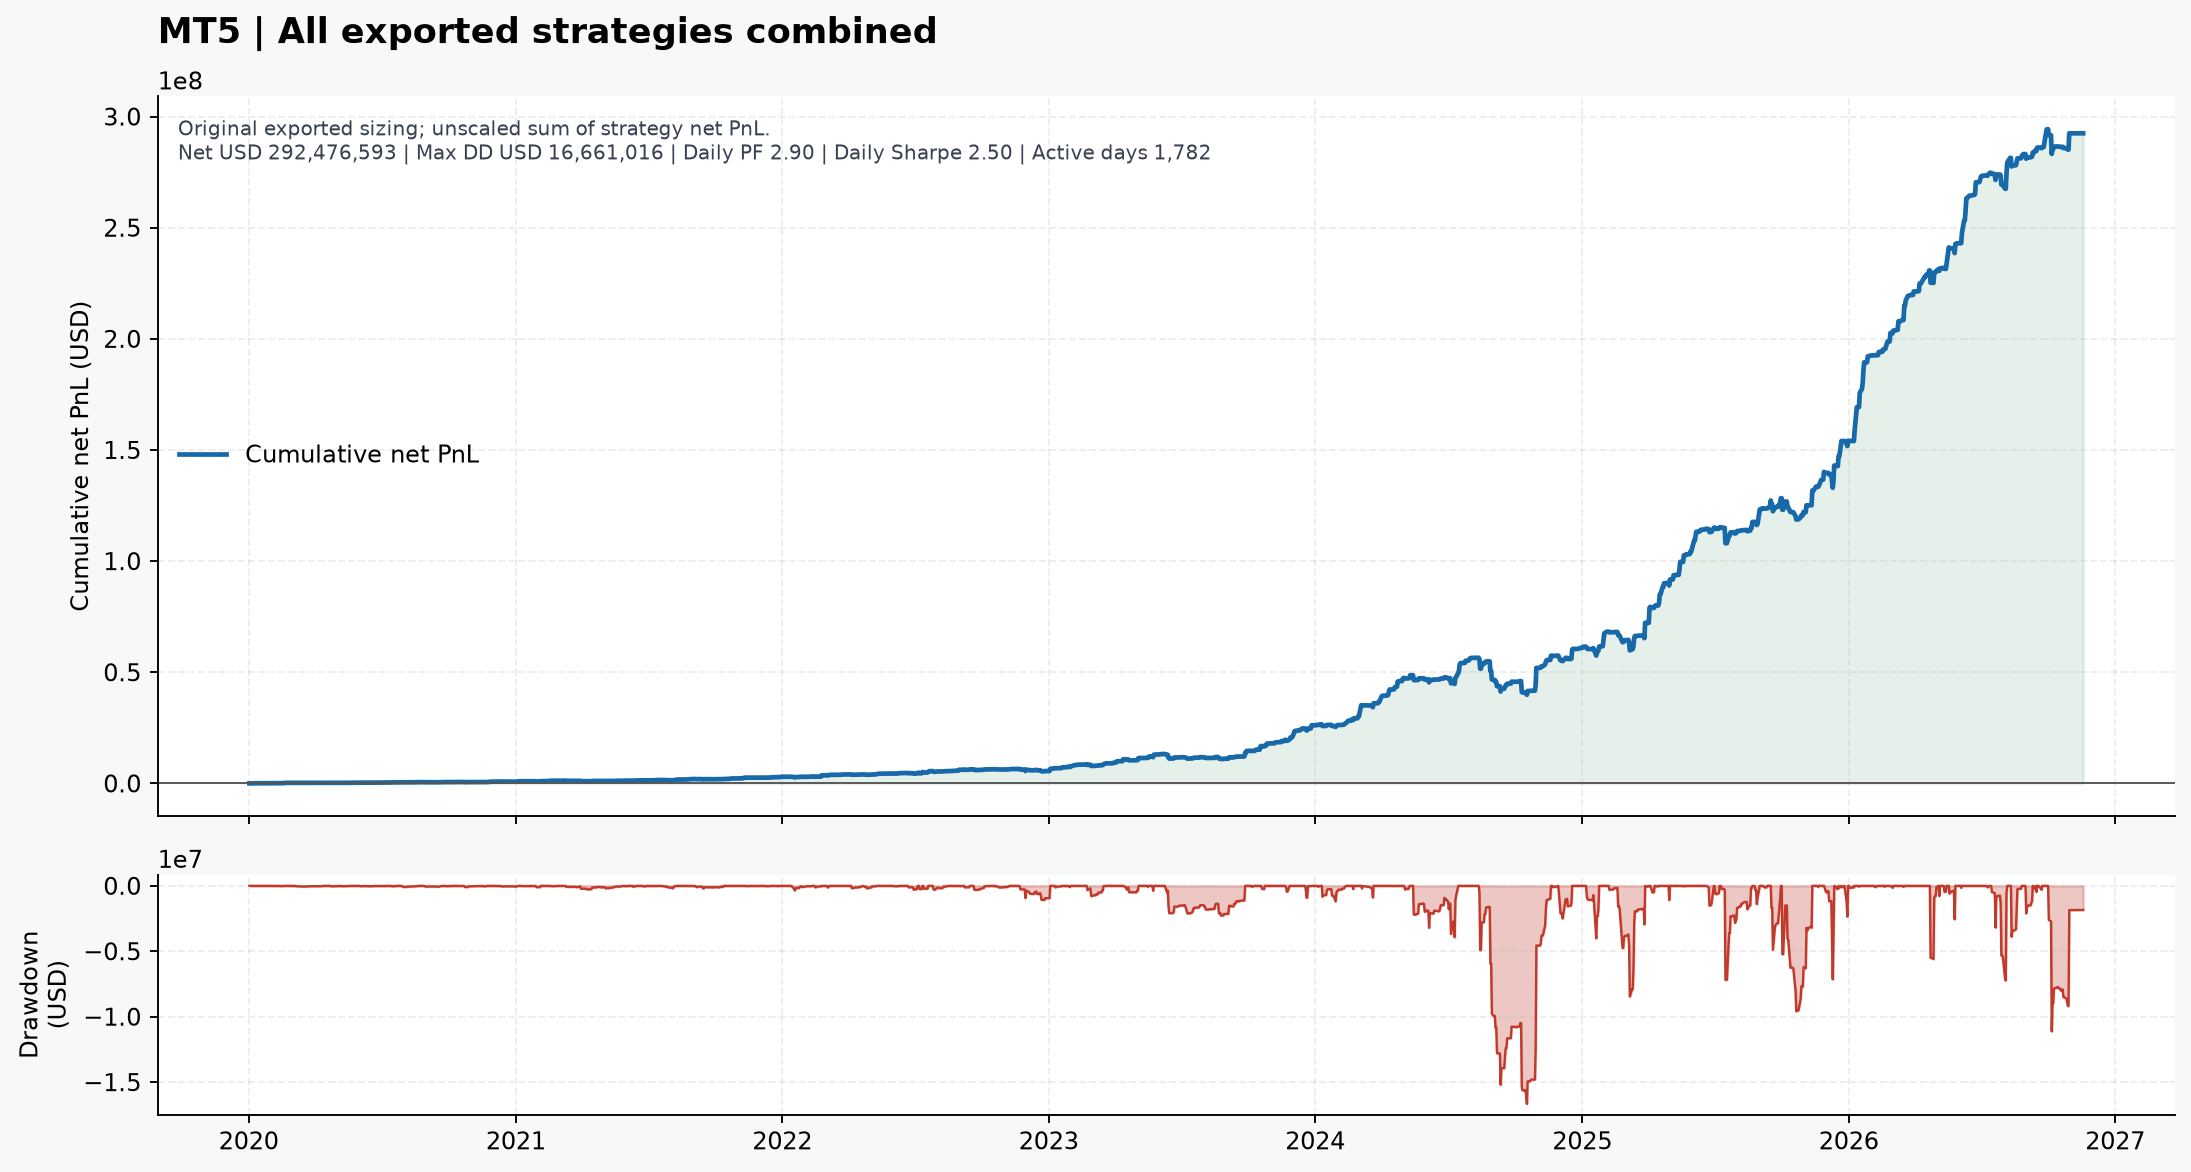 MT5 | All exported strategies combined
1e8
3.0
Original exported sizing; unscaled sum of strategy net PnL.
Net USD 292,476,593 | Max DD USD 16,661,016 | Daily PF 2.90 | Daily Sharpe 2.50 | Active days 1,782
2.5
2.0
1.5
1.0
0.5
0.0
Cumulative net PnL (USD)
Cumulative net PnL
1e7
0.0
−0.5
−1.0
−1.5
Drawdown
(USD)
2020 2021 2022 2023 2024 2025 2026 2027